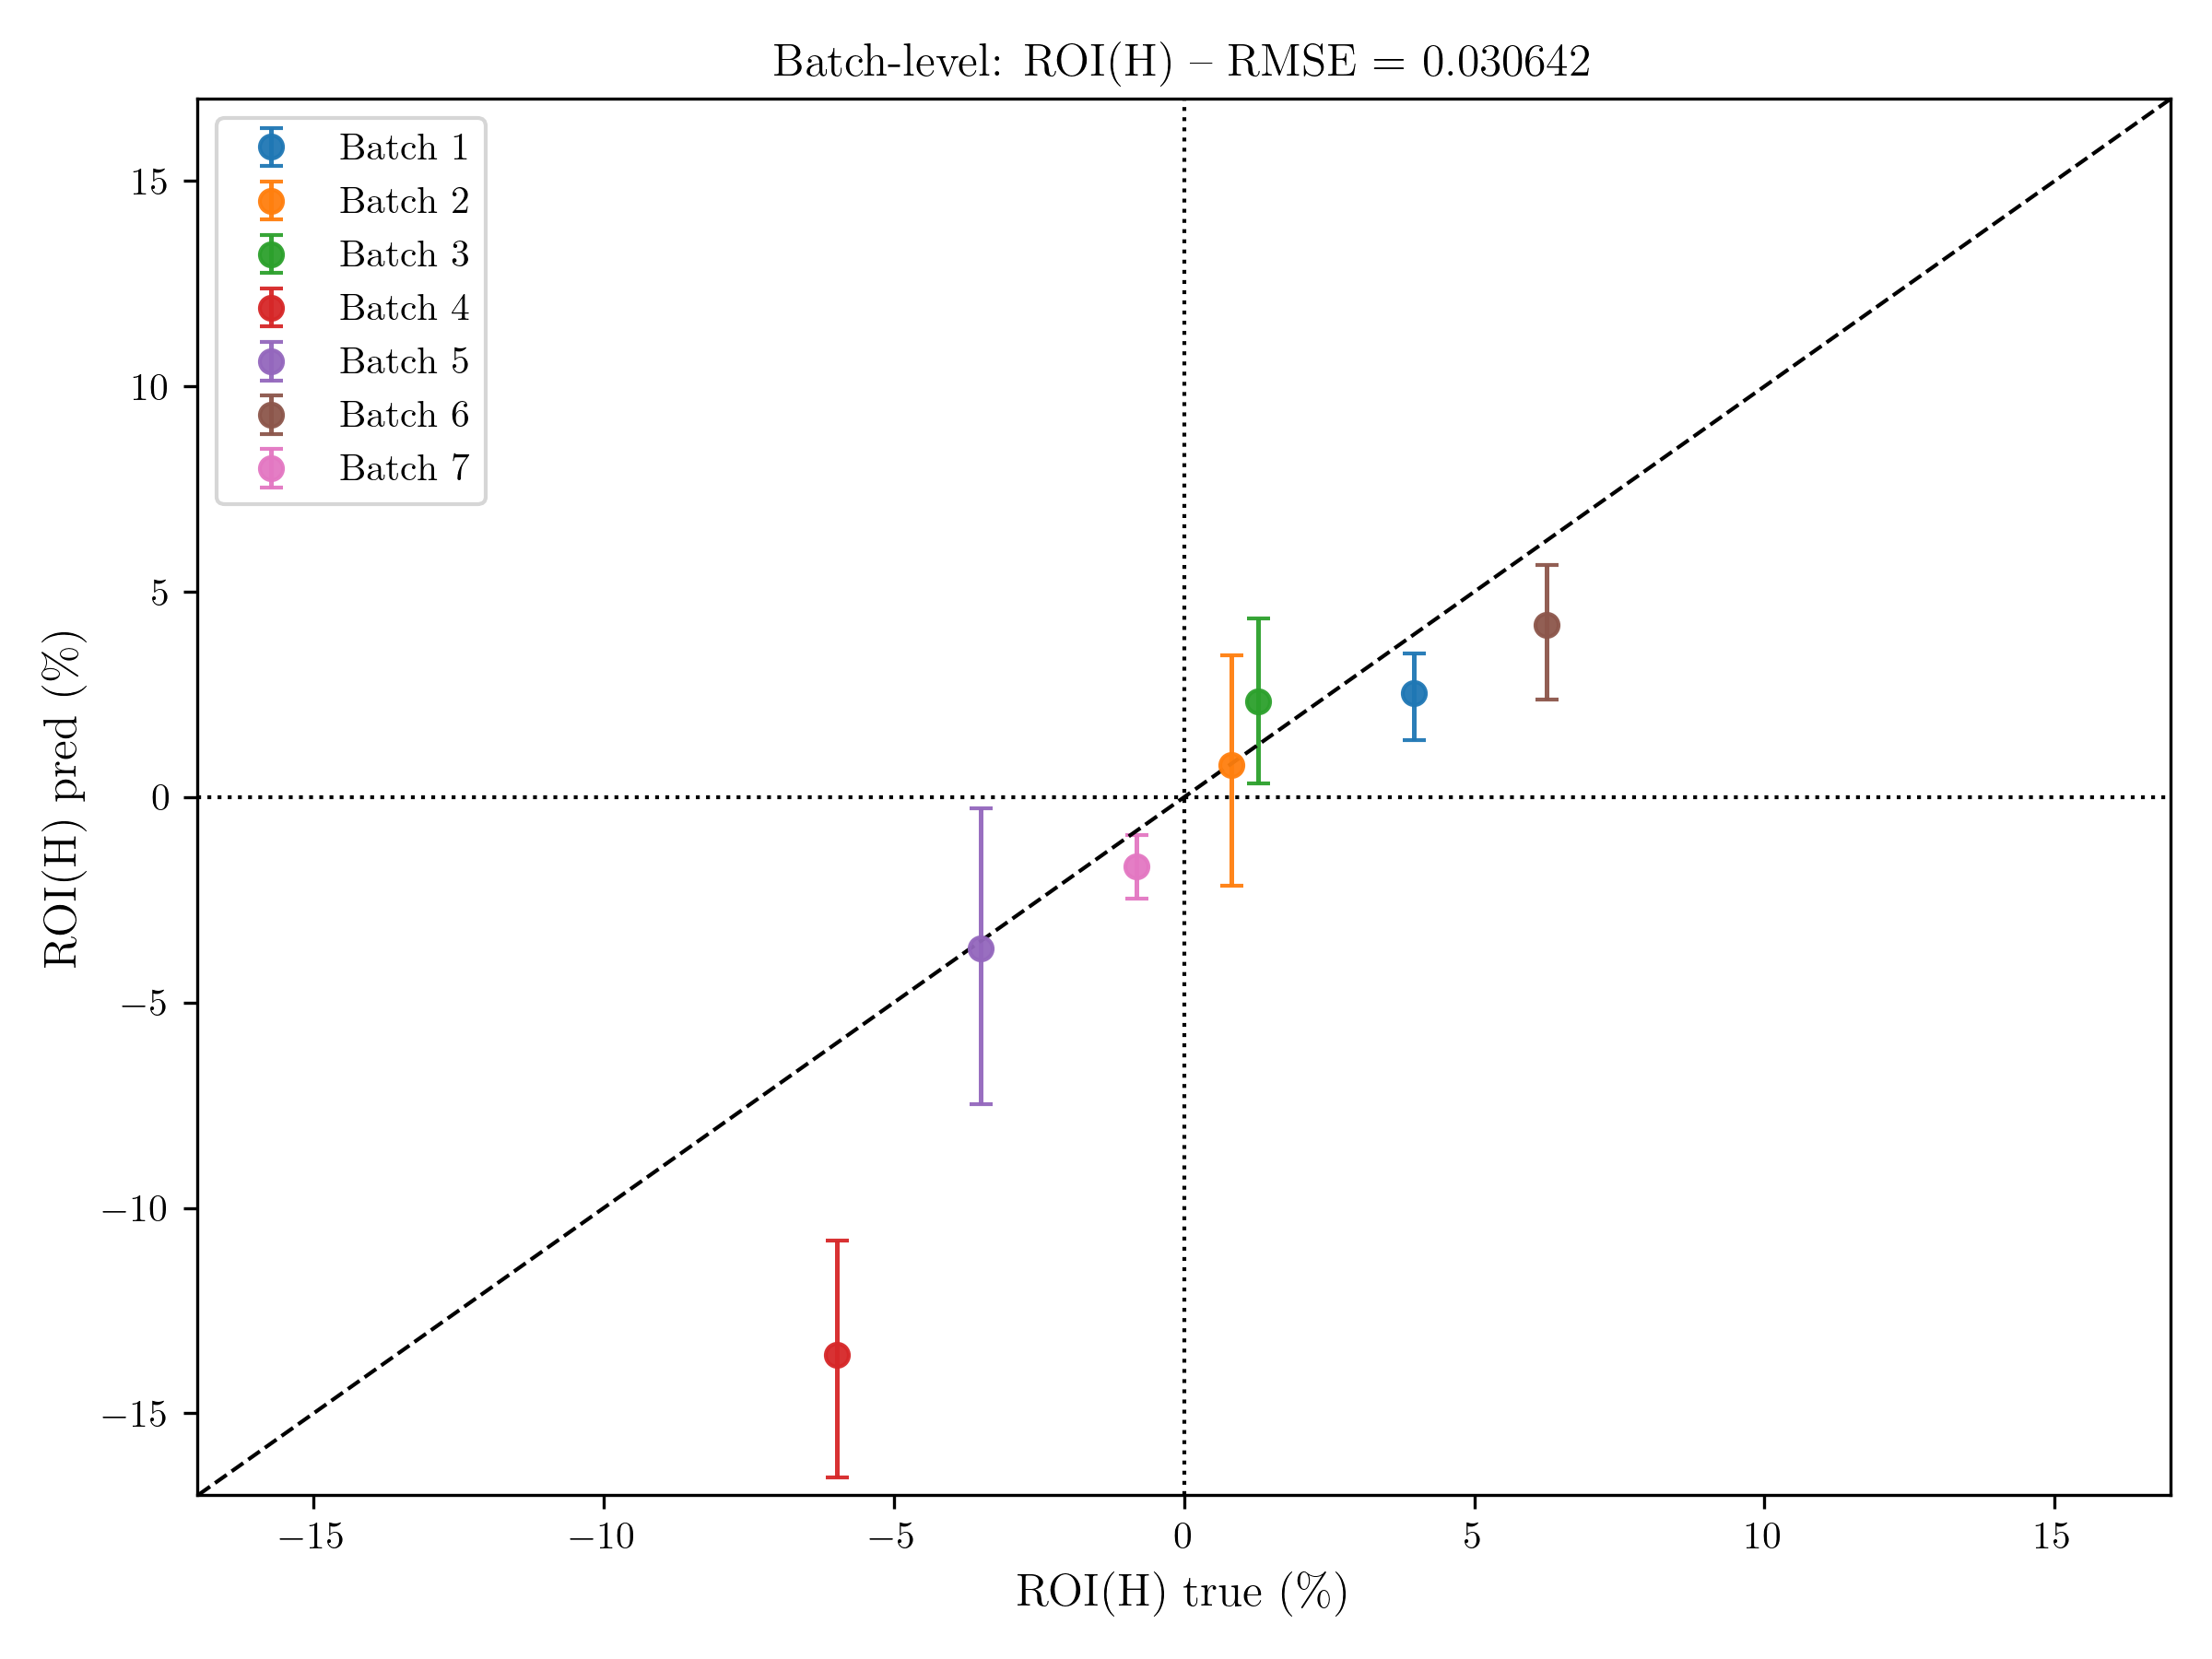 Batch-level: ROI(H) – RMSE = 0.030642
Batch 1
Batch 2
Batch 3
Batch 4
Batch 5
Batch 6
Batch 7
15
10
5
0
−5
−10
−15
ROI(H) pred (%)
−15 −10 −5 0 5 10 15
ROI(H) true (%)